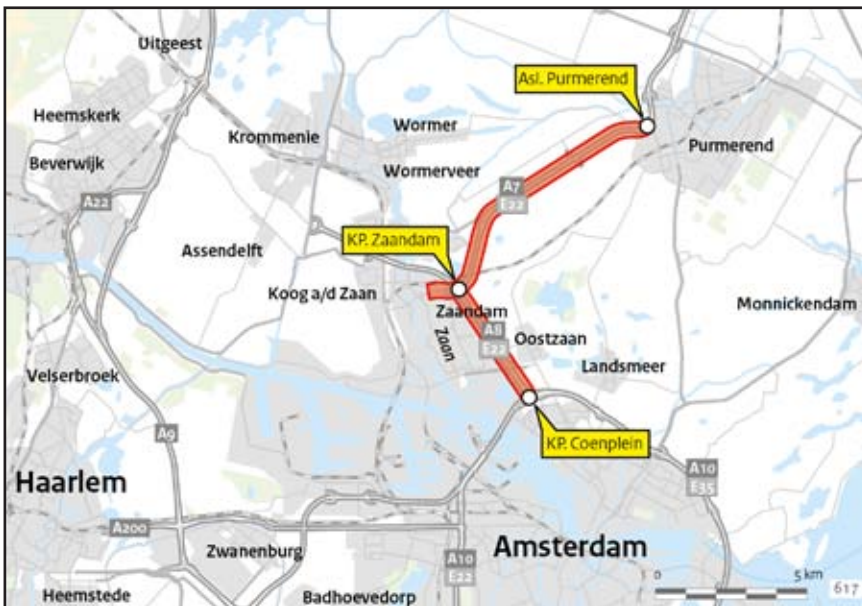 Uitgeest
Asl. Purmerend
Heemskerk
Krommenie
Wormer
Purmerend
Beverwijk
Wormerveer
A7
E22
A22
KP. Zaandam
Assendelft
Koog a/d Zaan
Zaandam
Monnickendam
Zaan
A8
E22
Oostzaan
Landsmeer
Velserbroek
A9
KP. Coenplein
A10
E35
Haarlem
A200
Zwanenburg
A10
E22
Amsterdam
0
5 km
617
Heemstede
Badhoevedorp